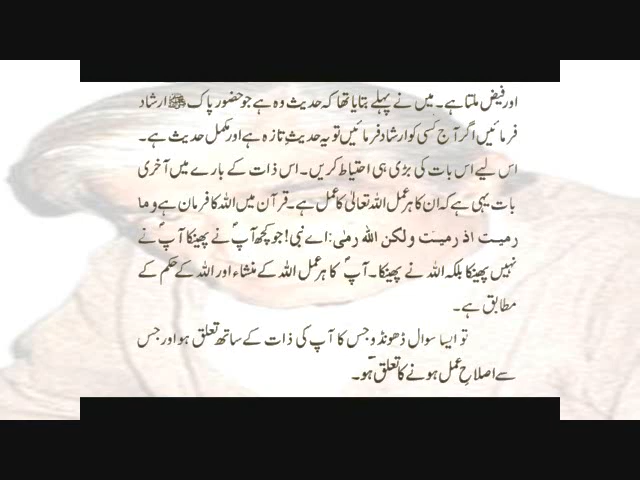 اور فیض ملتا ہے۔ میں نے پہلے بتایا تھا کہ حدیث وہ ہے جو حضور پاک ﷺ ارشاد
فرمائیں اگر آج کسی کو ارشاد فرمائیں تو یہ حدیثِ تازہ ہے اور مکمل حدیث ہے۔
اس لیے اس بات کی بڑی ہی احتیاط کریں۔ اس ذات کے بارے میں آخری
بات یہی ہے کہ ان کا ہر عمل اللہ تعالیٰ کا عمل ہے۔ قرآن میں اللہ کا فرمان ہے وما
رمیت اذ رمیت ولکن اللہ رمیٰ: اے نبی! جو کچھ آپؐ نے پھینکا آپؐ نے
نہیں پھینکا بلکہ اللہ نے پھینکا۔ آپؐ کا ہر عمل اللہ کے منشاء اور اللہ کے حکم کے
مطابق ہے۔
تو ایسا سوال ڈھونڈو جس کا آپ کی ذات کے ساتھ تعلق ہو اور جس
سے اصلاحِ عمل ہونے کا تعلق ہو۔